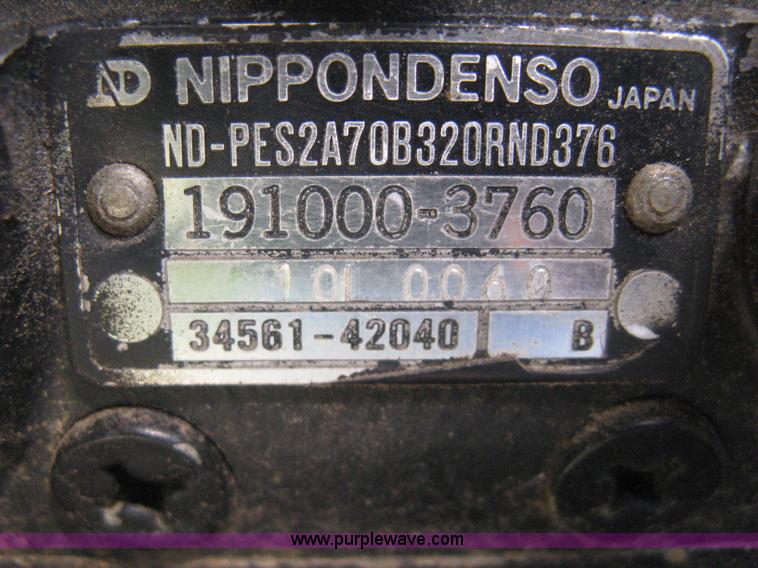 ND NIPPONDENSO JAPAN
ND-PES2A70B320RND376
191000-3760
101 0060
34561-42040 B
www.purplewave.com